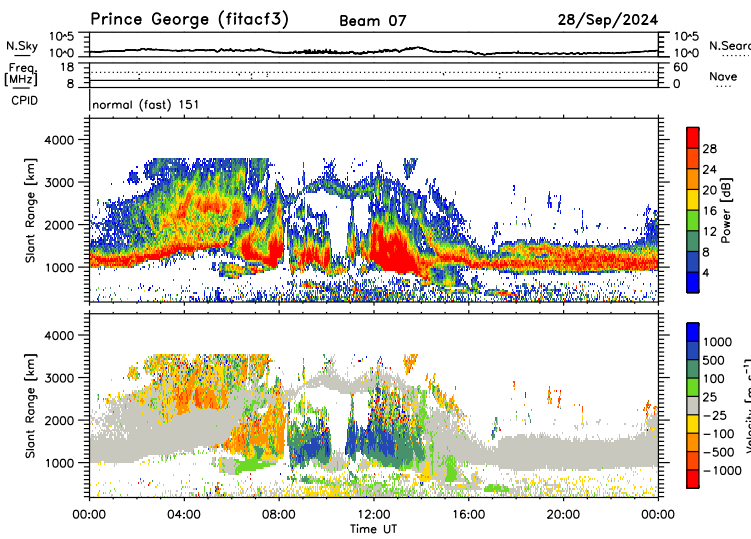 Prince George (fitacf3) Beam 07 28/Sep/2024
N.Sky 10^5 10^0 10^5 10^0 N.Sear
Freq. [MHz] 18 8 60 0 Nave
CPID normal (fast) 151
Slant Range [km] 4000 3000 2000 1000
28 24 20 16 12 8 4 Power [dB]
Slant Range [km] 4000 3000 2000 1000
1000 500 100 25 -25 -100 -500 -1000 Velocity [m s^-1]
00:00 04:00 08:00 12:00 16:00 20:00 00:00
Time UT